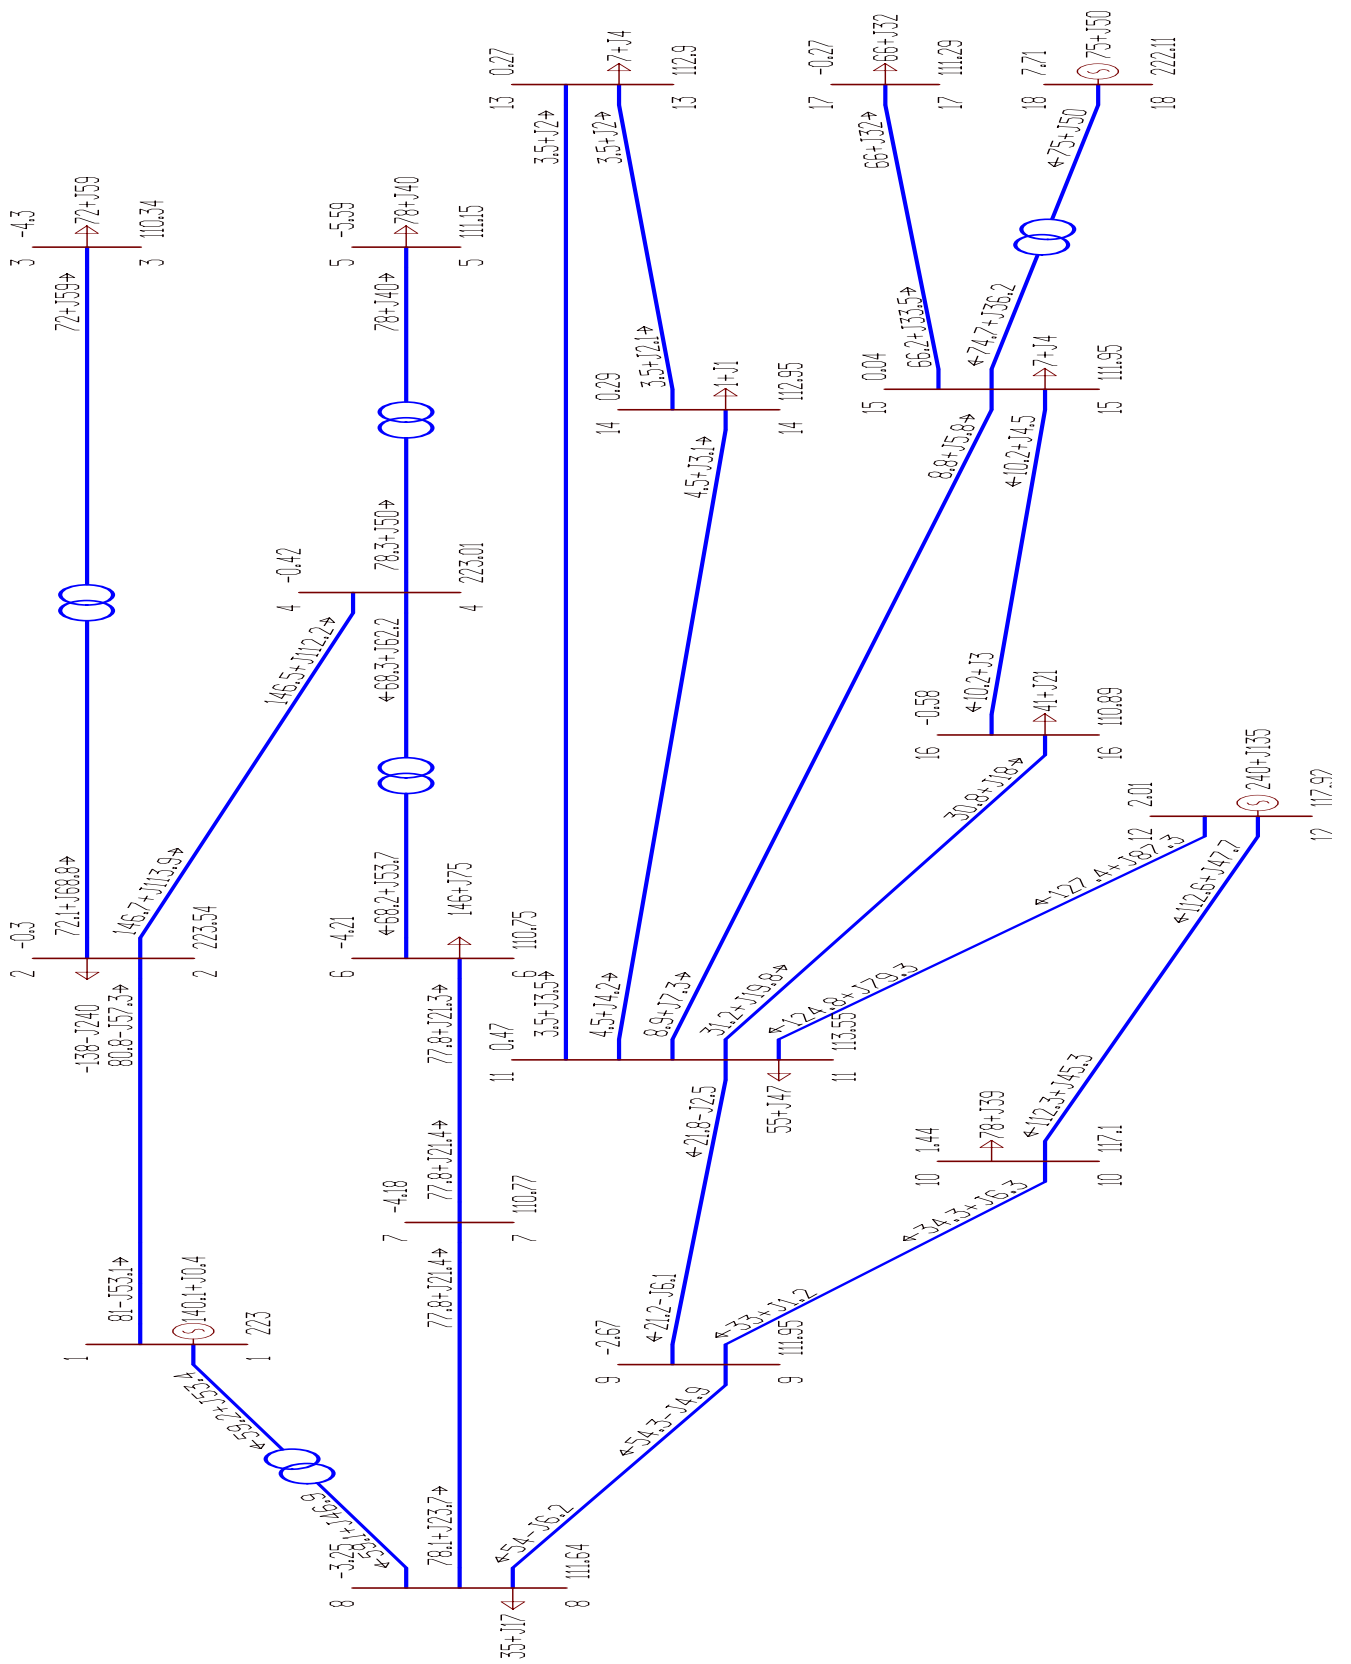 13
0.27
7+J4
112.9
13
3.5+J2
3.5+J2
17
-0.27
66+J32
111.29
17
66+J32
18
7.71
75+J50
222.11
18
75+J50
3
-4.3
72+J59
110.34
3
72+J59
5
-5.59
78+J40
111.15
5
78+J40
74.7+J36.2
66.2+J33.5
15
0.04
7+J4
111.95
15
8.8+J5.8
10.2+J4.5
3.5+J2.1
14
0.29
1+J1
112.95
14
4.5+J3.1
78.3+J50
4
-0.42
223.01
4
146.5+J112.2
68.3+J62.2
10.2+J3
16
-0.58
41+J21
110.89
16
30.8+J18
12
2.01
240+J135
117.92
12
127.4+J87.3
112.6+J47.7
72.1+J68.8
146.7+J113.9
2
-0.3
223.54
2
-138-J240
80.8-J57.3
68.2+J53.7
6
-4.21
146+J75
110.75
6
77.8+J21.3
3.5+J3.5
4.5+J4.2
8.9+J7.3
31.2+J19.8
124.8+J79.3
11
0.47
113.55
11
55+J47
21.8-J2.5
112.3+J45.3
10
1.44
78+J39
117.1
10
34.3+J6.3
77.8+J21.4
7
-4.18
110.77
7
77.8+J21.4
81-J53.1
1
140.1+J0.4
223
1
59.2+J53.4
21.2-J6.1
33+J1.2
9
-2.67
111.95
9
54.3-J4.9
59.1+J46.9
78.1+J23.7
54-J6.2
8
-3.25
111.64
8
35+J17